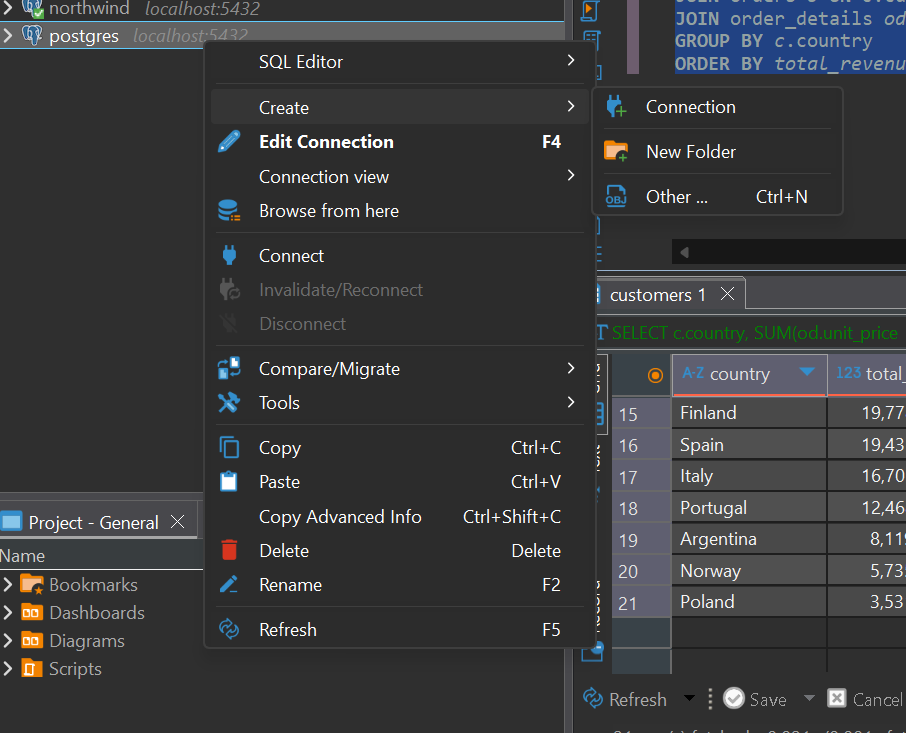 northwind localhost:5432
postgres localhost:5432
SQL Editor
Create
Edit Connection F4
Connection view
Browse from here
Connect
Invalidate/Reconnect
Disconnect
Compare/Migrate
Tools
Copy Ctrl+C
Paste Ctrl+V
Copy Advanced Info Ctrl+Shift+C
Delete Delete
Rename F2
Refresh F5
Connection
New Folder
Other ... Ctrl+N
JOIN order_details od
GROUP BY c.country
ORDER BY total_revenu
customers 1
SELECT c.country, SUM(od.unit_price
A-Z country 123 total_
15 Finland 19,77
16 Spain 19,43
17 Italy 16,70
18 Portugal 12,46
19 Argentina 8,119
20 Norway 5,73
21 Poland 3,53
Refresh Save Cancel
Project - General
Name
Bookmarks
Dashboards
Diagrams
Scripts